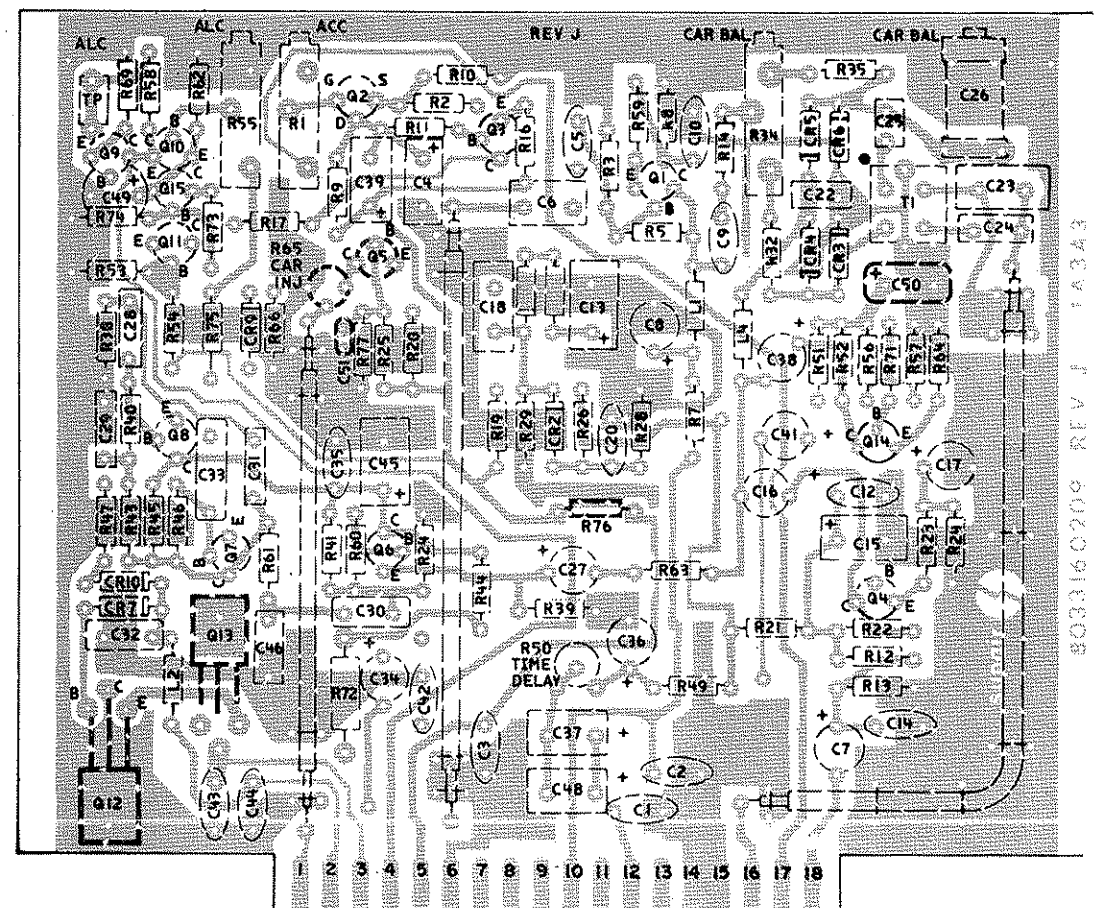 ALC ALC ACC REV J CAR BAL CAR BAL
TP R69 R58 R62 R55 R1 G Q2 S D R10 R2 R11 E Q3 B C R16 C5 R59 R8 C10 R14 R34 R35 CR5 CR6 C25 C26
E Q9 C B C B Q10 E C49 + E Q15 C B R9 C39 + C4 + C6 R3 E Q1 C B C22 T1 C23
R74 R73 R17 R5 C9 R32 CR4 CR3 C24
E Q11 C B R65 CAR INJ B C Q5 E
R53 C18 C13 + C8 + L4 + C50
R38 C28 R54 R75 CR9 R66 C51 R77 R25 R20 C38 + R51 R52 R56 R71 R57 R64
C29 R40 E B Q8 C C33 C31 C35 C45 + R19 R29 CR2 R26 C20 R28 R7 C41 + B C Q14 E + C17
R47 R43 R45 R46 R76 C16 + C12
B E Q7 C R61 R41 R60 C Q6 B E R24 R44 + C27 R63 + C15 R23 R24
CR10 R39 B C Q4 E
CR7
C32 Q13 C46 C30 C36 + R21 R22
R50 TIME DELAY R12
B C E L2 R72 + C34 C42 R49 R13
C3 C37 + + C7 C14
Q12 C43 C44 C48 + C2 C1
1 2 3 4 5 6 7 8 9 10 11 12 13 14 15 16 17 18
8033160209 REV J 1A3A3